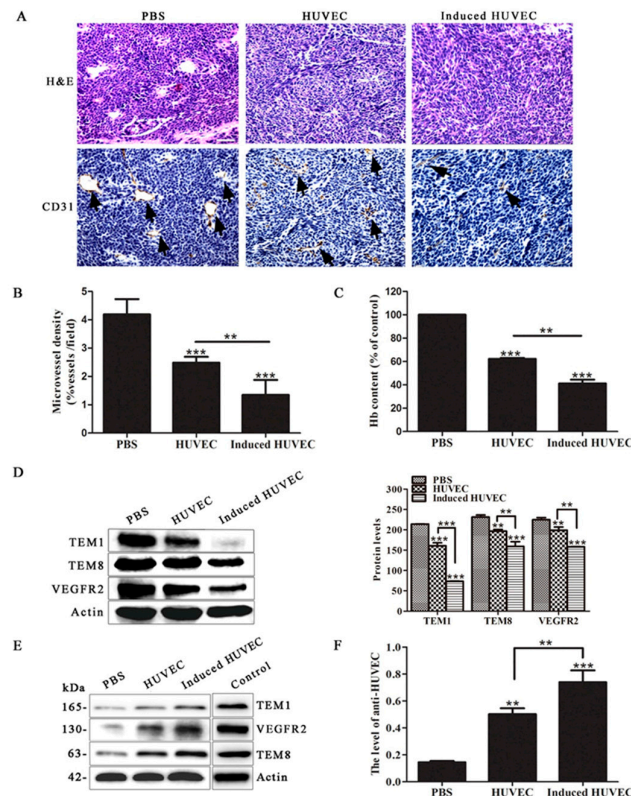 A
PBS
HUVEC
Induced HUVEC
H&E
CD31
B
Microvessel density
(%vessels /field)
5
4
3
2
1
0
***
**
***
PBS
HUVEC
Induced HUVEC
C
Hb content (% of control)
120
100
80
60
40
20
0
***
**
***
PBS
HUVEC
Induced HUVEC
D
PBS
HUVEC
Induced HUVEC
TEM1
TEM8
VEGFR2
Actin
PBS
HUVEC
Induced HUVEC
Protein levels
300
250
200
150
100
50
0
***
***
***
**
**
***
**
**
***
TEM1
TEM8
VEGFR2
E
kDa
PBS
HUVEC
Induced HUVEC
Control
165- TEM1
130- VEGFR2
63- TEM8
42- Actin
F
The level of anti-HUVEC
1.0
0.8
0.6
0.4
0.2
0.0
**
**
***
PBS
HUVEC
Induced HUVEC